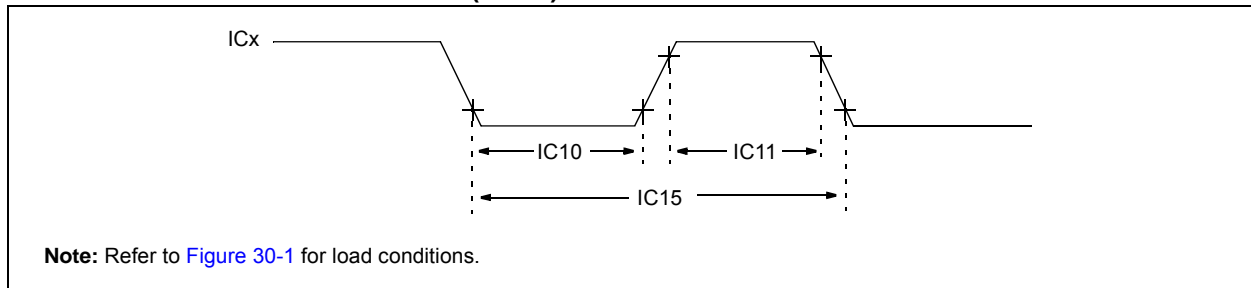 ICx
IC10
IC11
IC15
Note: Refer to Figure 30-1 for load conditions.